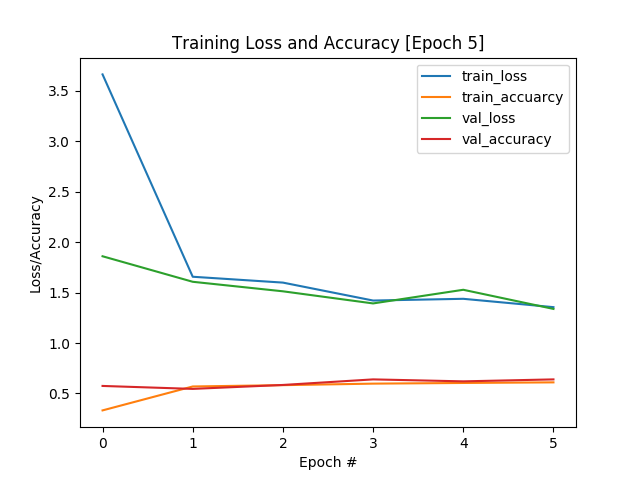 Training Loss and Accuracy [Epoch 5]
train_loss
train_accuarcy
val_loss
val_accuracy
3.5
3.0
2.5
2.0
1.5
1.0
0.5
Loss/Accuracy
0 1 2 3 4 5
Epoch #